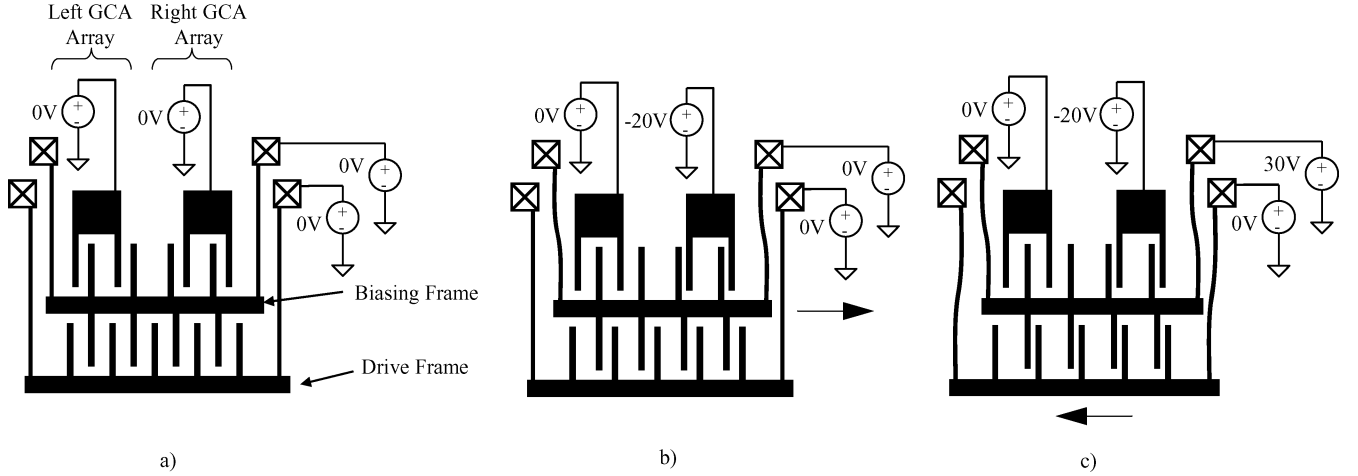 Left GCA
Array
Right GCA
Array
0V
+
-
0V
+
-
0V
+
-
0V
+
-
Biasing Frame
Drive Frame
a)
0V
+
-
-20V
+
-
0V
+
-
0V
+
-
b)
0V
+
-
-20V
+
-
30V
+
-
0V
+
-
c)